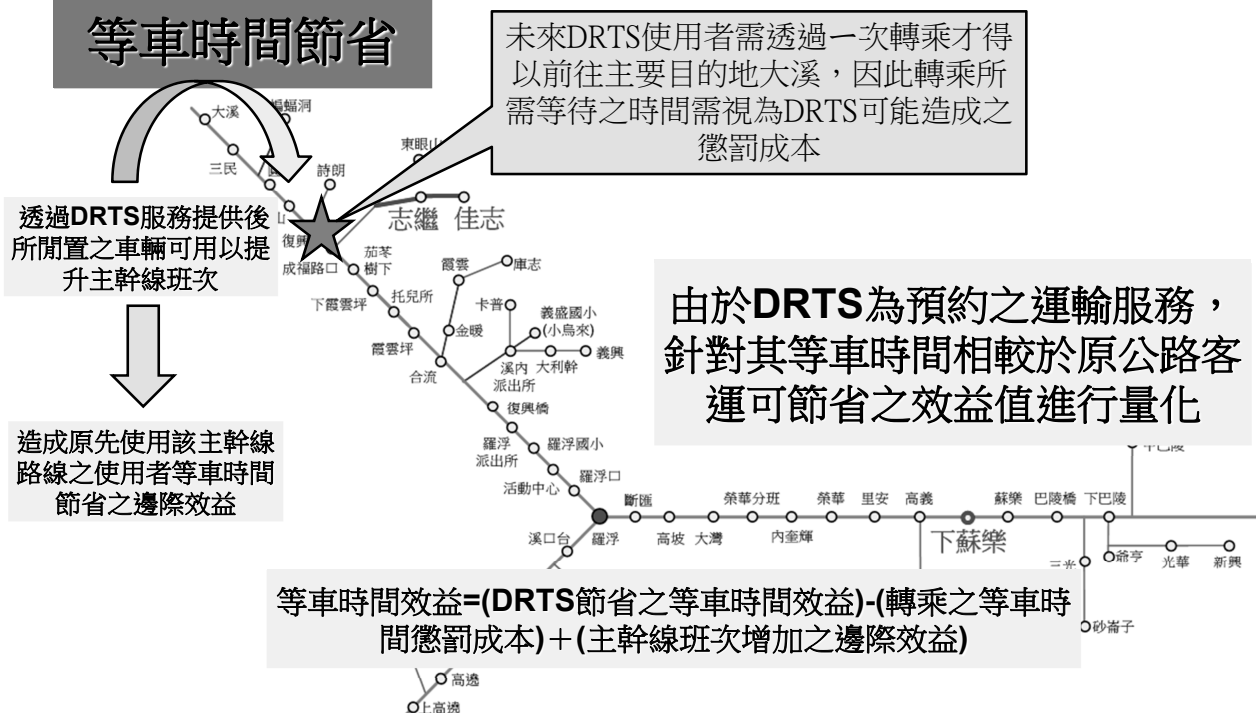 等車時間節省
未來DRTS使用者需透過一次轉乘才得
以前往主要目的地大溪，因此轉乘所
需等待之時間需視為DRTS可能造成之
懲罰成本
大溪
蝙蝠洞
三民
詩朗
東眼山
透過DRTS服務提供後
所閒置之車輛可用以提
升主幹線班次
志繼
佳志
復興
成福路口
茄苳
樹下
霞雲
庫志
下霞雲坪
托兒所
卡普
義盛國小
(小烏來)
金暖
霞雲坪
義興
合流
溪內
派出所
大利幹
由於DRTS為預約之運輸服務，
針對其等車時間相較於原公路客
運可節省之效益值進行量化
復興橋
造成原先使用該主幹線
路線之使用者等車時間
節省之邊際效益
羅浮
派出所
羅浮國小
活動中心
羅浮口
斷匯
榮華分班
榮華
里安
高義
蘇樂
巴陵橋
下巴陵
溪口台
羅浮
高坡
大灣
內奎輝
下蘇樂
三光
爺亨
光華
新興
等車時間效益=(DRTS節省之等車時間效益)-(轉乘之等車時
間懲罰成本)＋(主幹線班次增加之邊際效益)
砂崙子
高遶
上高遶